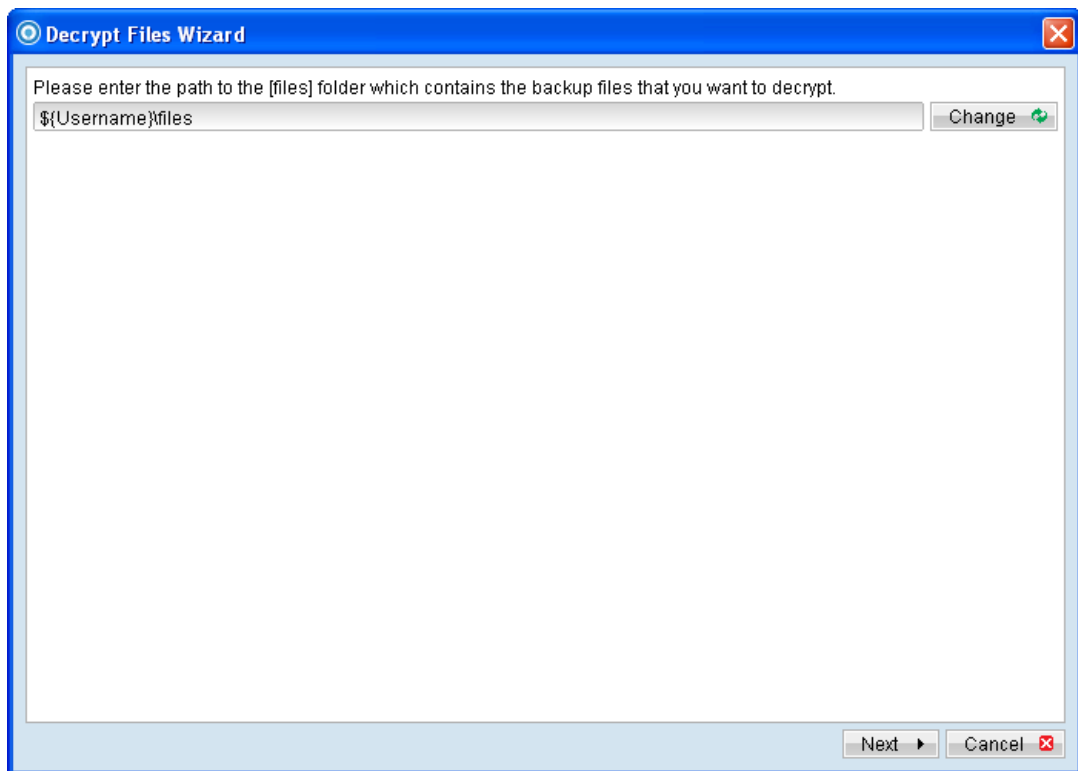 Decrypt Files Wizard
Please enter the path to the [files] folder which contains the backup files that you want to decrypt.
${Username}\files
Change
Next
Cancel